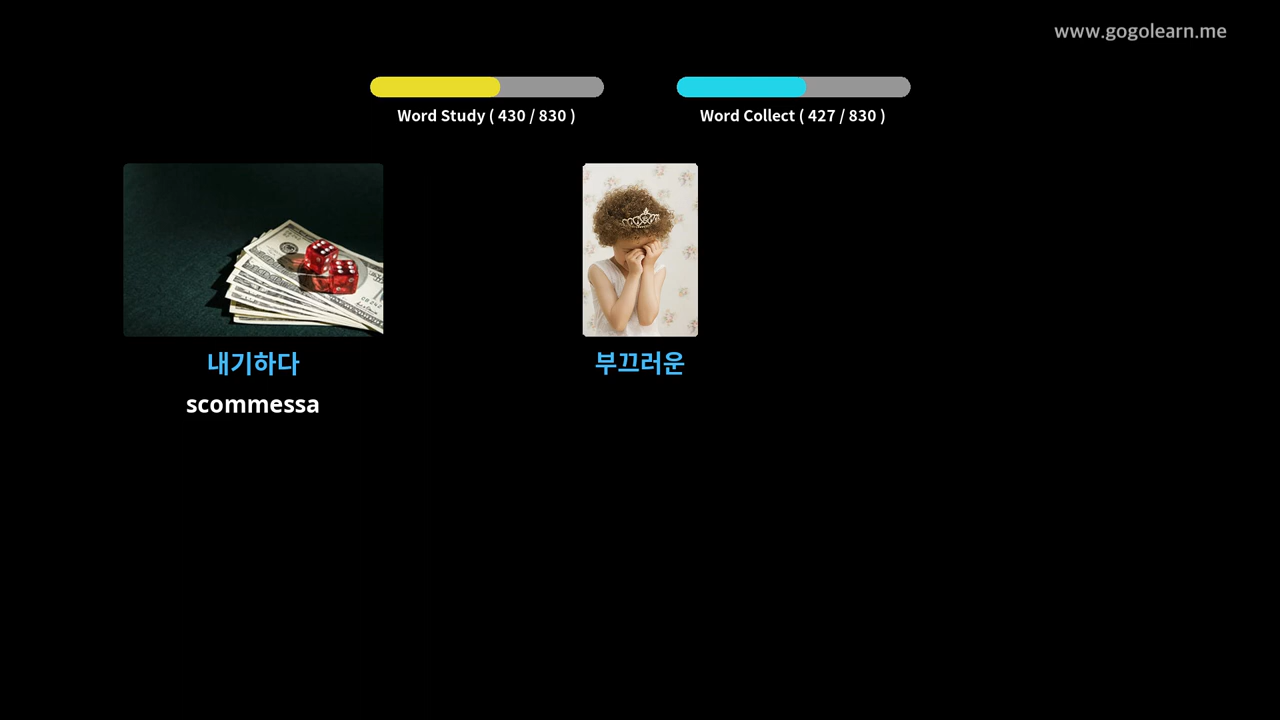 www.gogolearn.me
Word Study ( 430 / 830 )
Word Collect ( 427 / 830 )
내기하다
부끄러운
scommessa